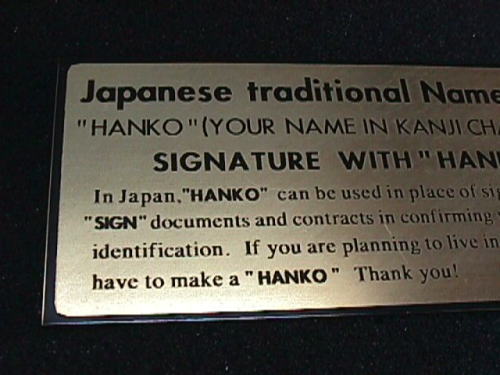 Japanese traditional Name
"HANKO"(YOUR NAME IN KANJI CH
SIGNATURE WITH "HAN
In Japan,"HANKO" can be used in place of si
"SIGN" documents and contracts in confirming
identification. If you are planning to live in
have to make a "HANKO" Thank you!